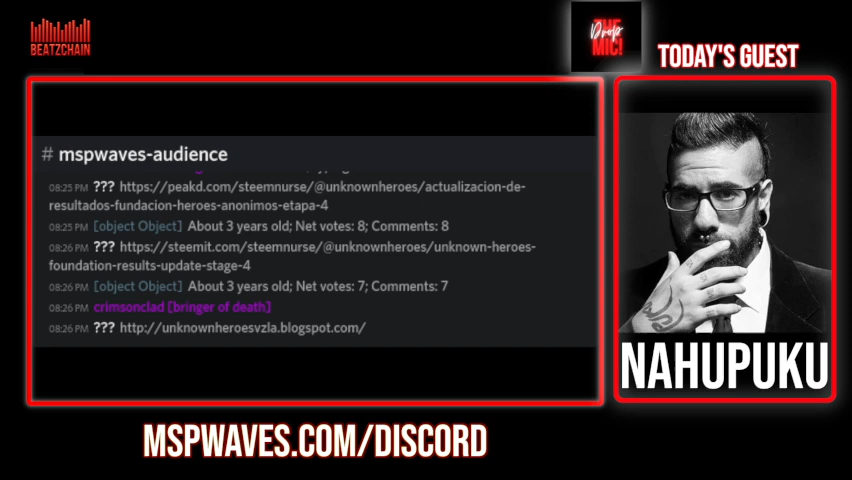 BEATZCHAIN
THE
Drop
MIC!
TODAY'S GUEST
# mspwaves-audience
08:25 PM ??? https://peakd.com/steemnurse/@unknownheroes/actualizacion-de-
resultados-fundacion-heroes-anonimos-etapa-4
08:25 PM [object Object] About 3 years old; Net votes: 8; Comments: 8
08:26 PM ??? https://steemit.com/steemnurse/@unknownheroes/unknown-heroes-
foundation-results-update-stage-4
08:26 PM [object Object] About 3 years old; Net votes: 7; Comments: 7
08:26 PM crimsonclad [bringer of death]
08:26 PM ??? http://unknownheroesvzla.blogspot.com/
NAHUPUKU
MSPWAVES.COM/DISCORD